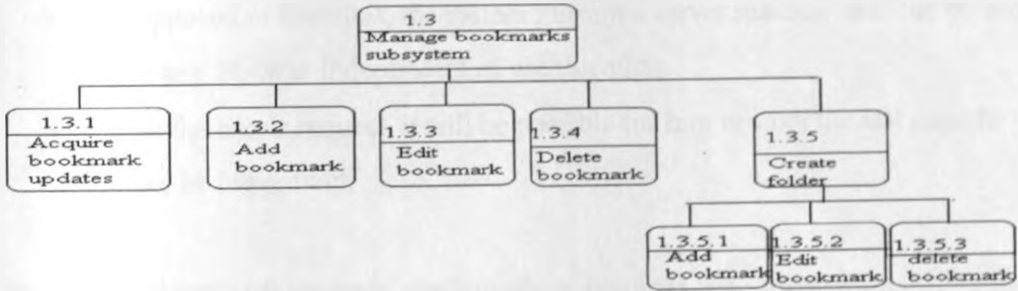 1.3
Manage bookmarks
subsystem
1.3.1
Acquire
bookmark
updates
1.3.2
Add
bookmark
1.3.3
Edit
bookmark
1.3.4
Delete
bookmark
1.3.5
Create
folder
1.3.5.1
Add
bookmark
1.3.5.2
Edit
bookmark
1.3.5.3
delete
bookmark